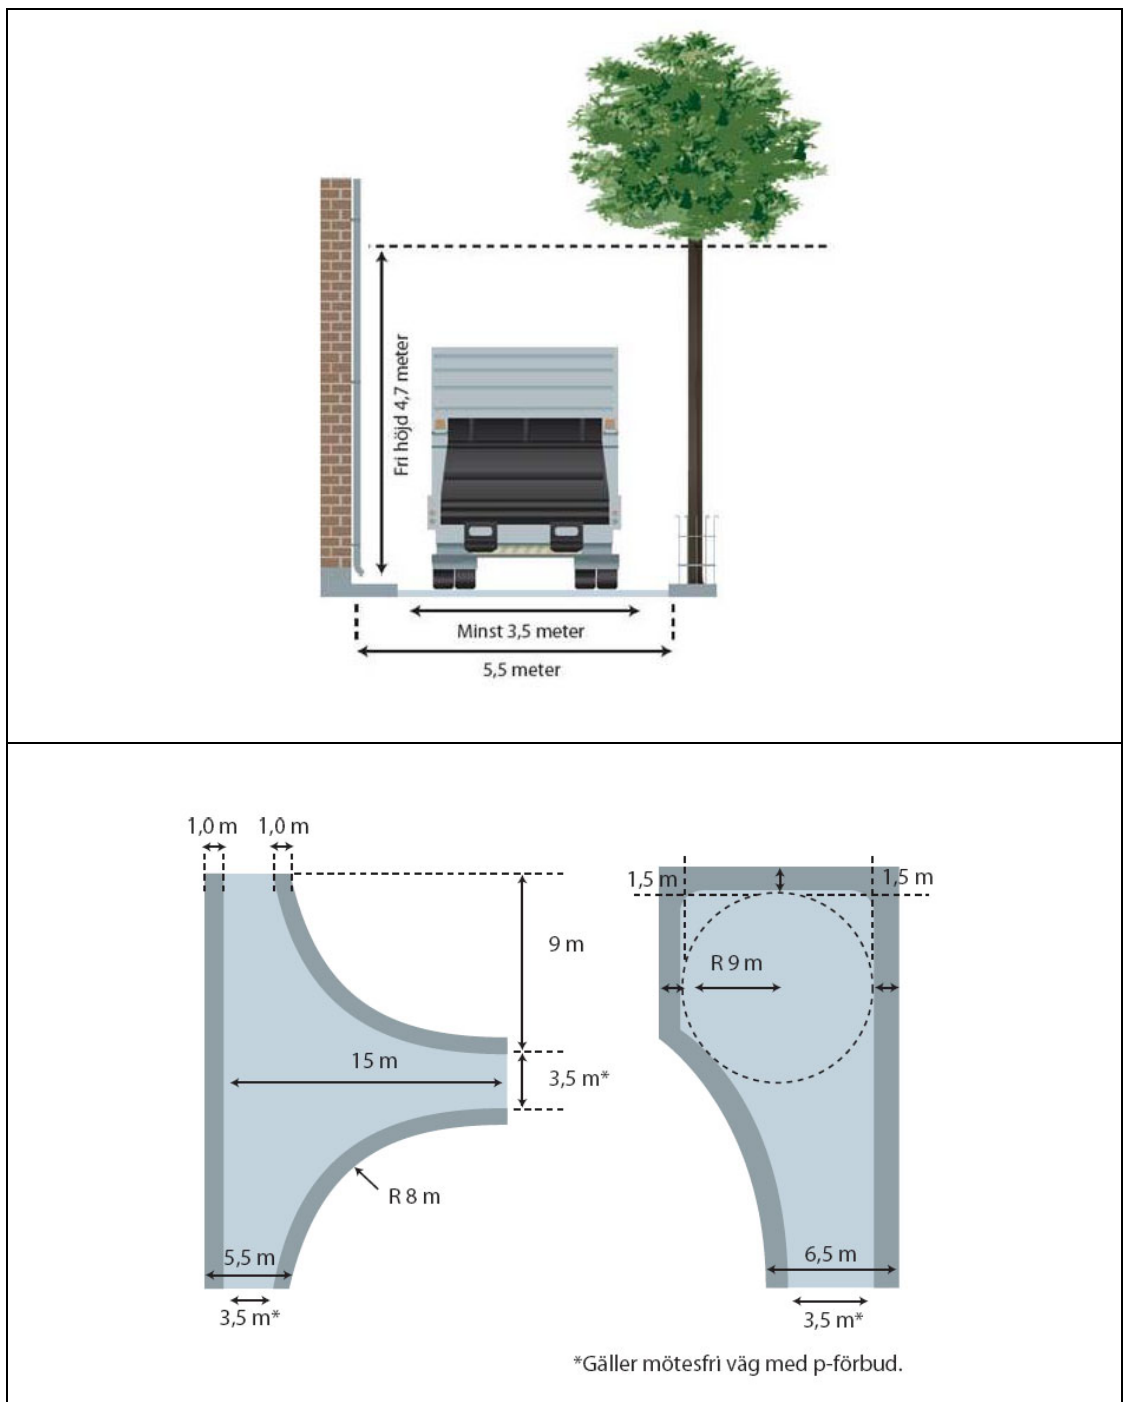 Fri höjd 4,7 meter
Minst 3,5 meter
5,5 meter
1,0 m 1,0 m
9 m
15 m
3,5 m*
R 8 m
5,5 m
3,5 m*
1,5 m 1,5 m
R 9 m
6,5 m
3,5 m*
*Gäller mötesfri väg med p-förbud.